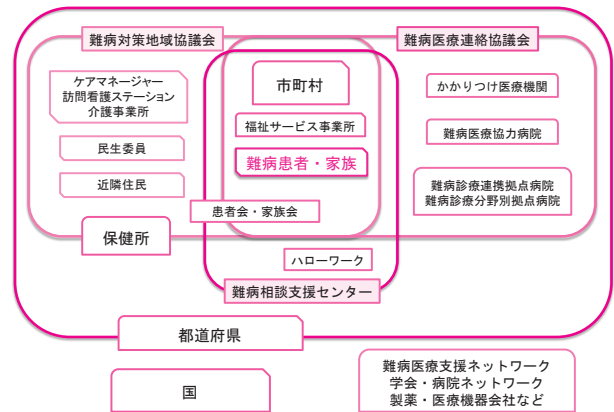 難病対策地域協議会
難病医療連絡協議会
ケアマネージャー
訪問看護ステーション
介護事業所
民生委員
近隣住民
保健所
市町村
福祉サービス事業所
難病患者・家族
患者会・家族会
ハローワーク
難病相談支援センター
かかりつけ医療機関
難病医療協力病院
難病診療連携拠点病院
難病診療分野別拠点病院
都道府県
国
難病医療支援ネットワーク
学会・病院ネットワーク
製薬・医療機器会社など